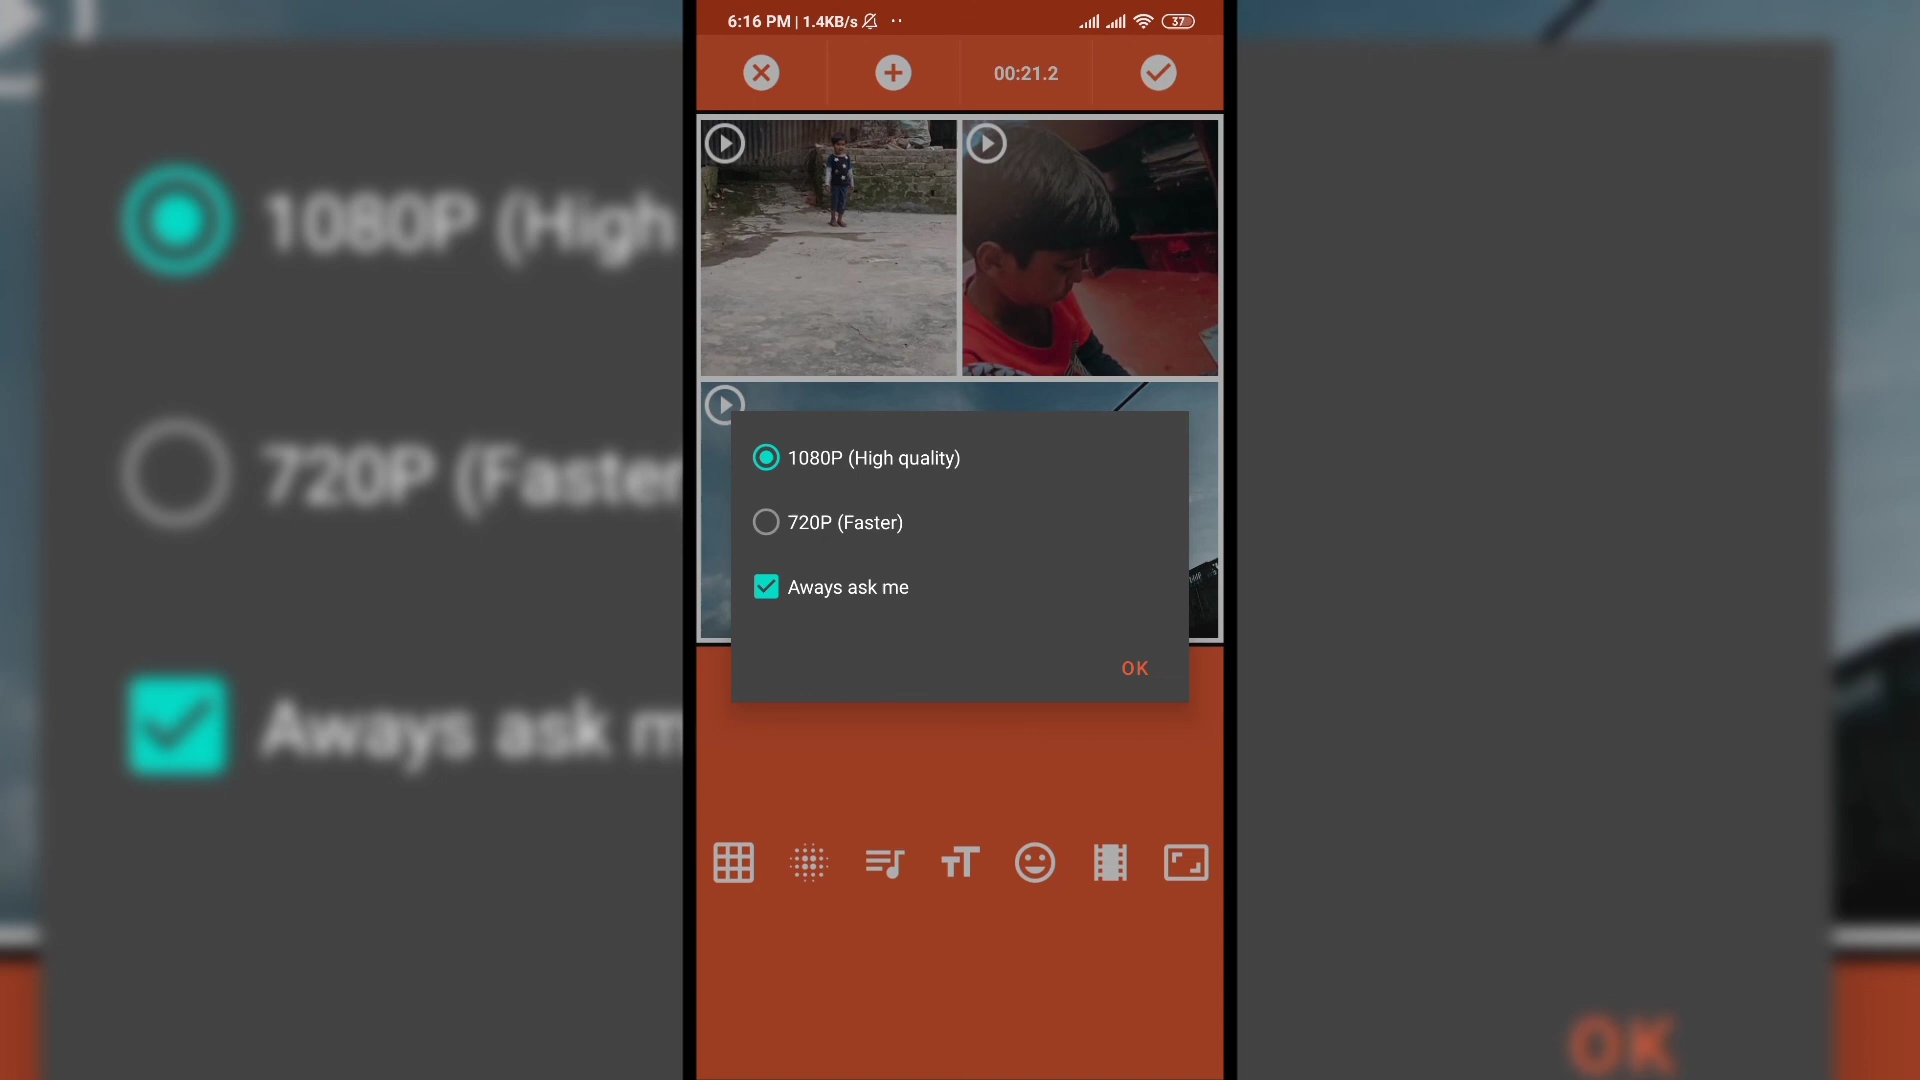 6:16 PM | 1.4KB/s
37
00:21.2
1080P (High quality)
720P (Faster)
Aways ask me
OK
1080P (High
720P (Faster
Aways ask m
OK